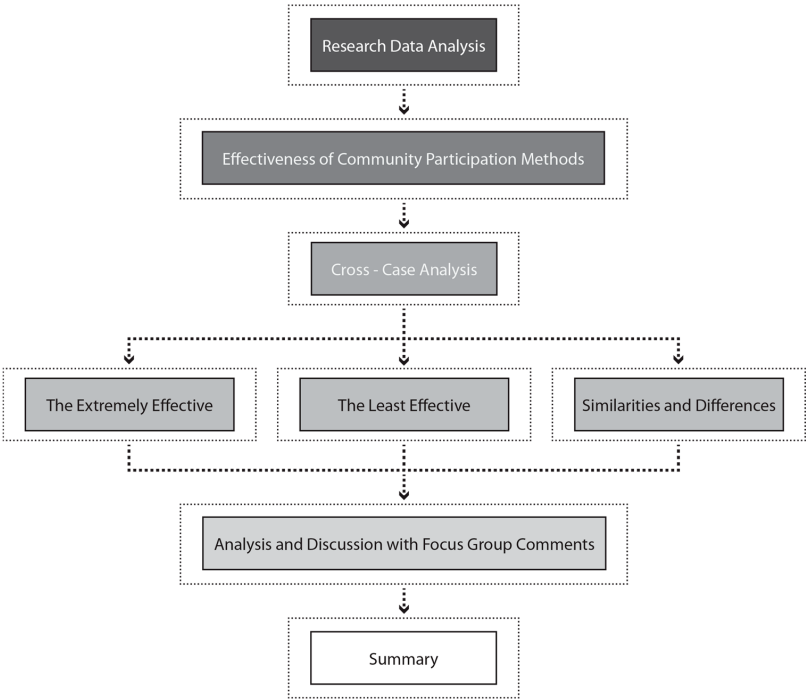 Research Data Analysis
Effectiveness of Community Participation Methods
Cross - Case Analysis
The Extremely Effective
The Least Effective
Similarities and Differences
Analysis and Discussion with Focus Group Comments
Summary